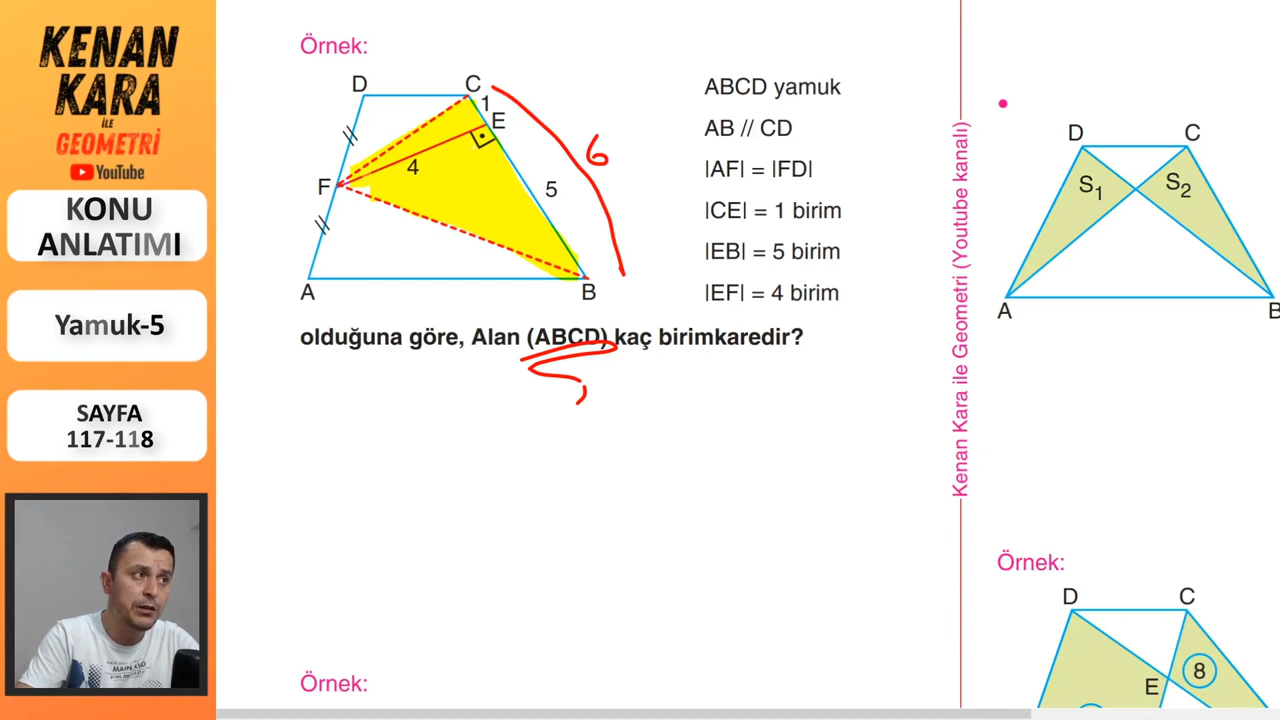 KENAN
KARA
İLE
GEOMETRİ
YouTube
KONU
ANLATIMI
Yamuk-5
SAYFA
117-118
Örnek:
D
C
1
E
6
F
4
5
A
B
ABCD yamuk
AB // CD
|AF| = |FD|
|CE| = 1 birim
|EB| = 5 birim
|EF| = 4 birim
olduğuna göre, Alan (ABCD) kaç birimkaredir?
Örnek:
Kenan Kara ile Geometri (Youtube kanalı)
D
C
S1
S2
A
B
Örnek:
D
C
8
E